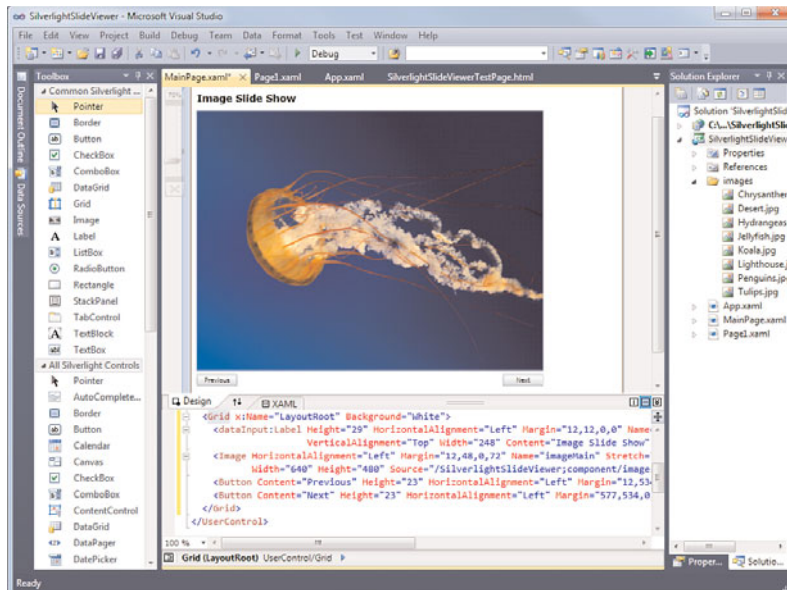 SilverlightSlideViewer - Microsoft Visual Studio
File Edit View Project Build Debug Team Data Format Tools Test Window Help
Debug
Document Outline
Data Sources
Toolbox
Common Silverlight ...
Pointer
Border
Button
CheckBox
ComboBox
DataGrid
Grid
Image
Label
ListBox
RadioButton
Rectangle
StackPanel
TabControl
TextBlock
TextBox
All Silverlight Controls
Pointer
AutoComplete...
Border
Button
Calendar
Canvas
CheckBox
ComboBox
ContentControl
DataGrid
DataPager
DatePicker
MainPage.xaml* Page1.xaml App.xaml SilverlightSlideViewerTestPage.html
Image Slide Show
Previous Next
Design XAML
<Grid x:Name="LayoutRoot" Background="White">
<dataInput:Label Height="29" HorizontalAlignment="Left" Margin="12,12,0,0" Name
VerticalAlignment="Top" Width="248" Content="Image Slide Show"
<Image HorizontalAlignment="Left" Margin="12,48,0,72" Name="imageMain" Stretch=
Width="640" Height="480" Source="/SilverlightSlideViewer;component/image
<Button Content="Previous" Height="23" HorizontalAlignment="Left" Margin="12,53
<Button Content="Next" Height="23" HorizontalAlignment="Left" Margin="577,534,0
</Grid>
</UserControl>
100 %
Grid (LayoutRoot) UserControl/Grid
Solution Explorer
Solution 'SilverlightSlid
C:\...\SilverlightSli
SilverlightSlideView
Properties
References
images
Chrysanther
Desert.jpg
Hydrangeas
Jellyfish.jpg
Koala.jpg
Lighthouse.j
Penguins.jp
Tulips.jpg
App.xaml
MainPage.xaml
Page1.xaml
Proper... Solutio...
Ready